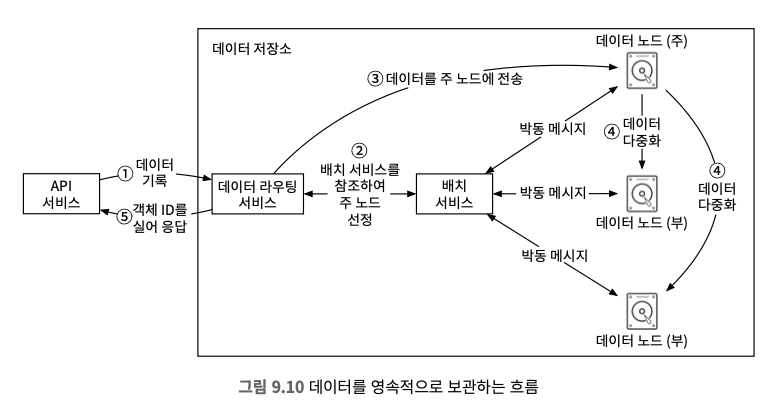 데이터 저장소
데이터 노드 (주)
③ 데이터를 주 노드에 전송
박동 메시지
④ 데이터
다중화
① 데이터
기록
②
배치 서비스를
참조하여
주 노드
선정
API
서비스
데이터 라우팅
서비스
배치
서비스
박동 메시지
④
데이터
다중화
⑤ 객체 ID를
실어 응답
데이터 노드 (부)
박동 메시지
데이터 노드 (부)
그림 9.10 데이터를 영속적으로 보관하는 흐름